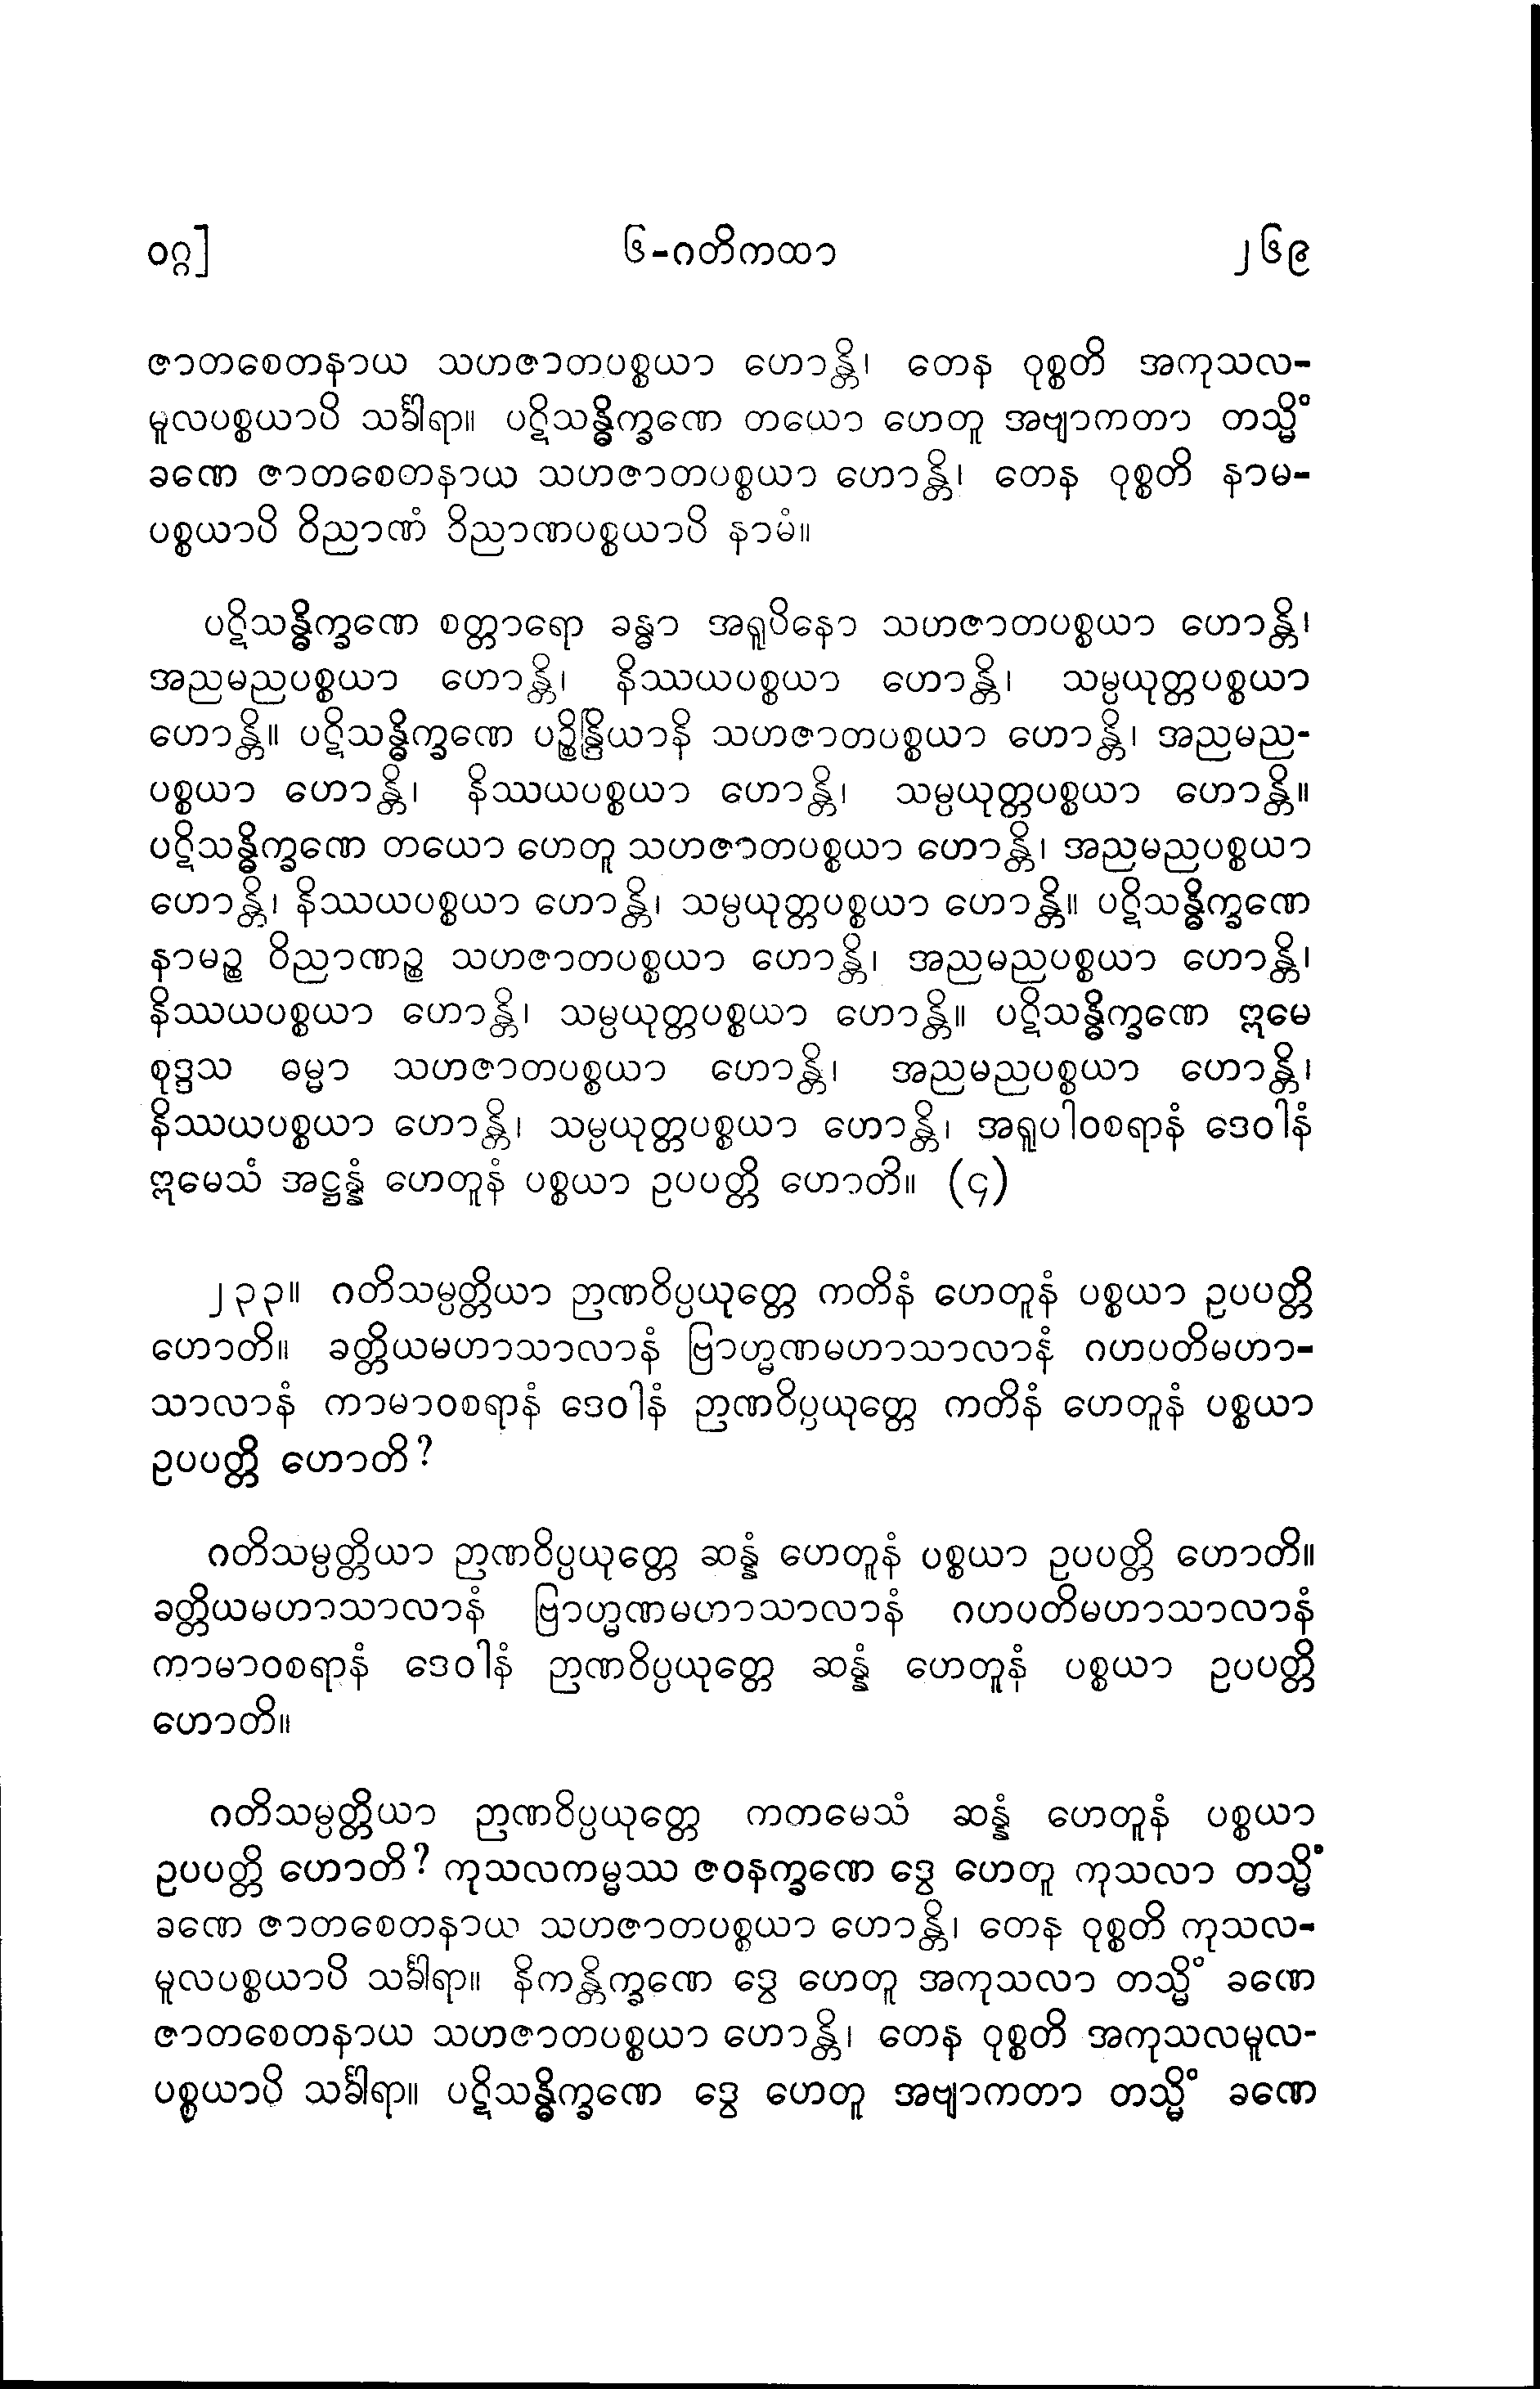 ဝဂ္ဂ] ၆-ဂတိကထာ ၂၆၉
ဇာတစေတနာယ သဟဇာတပစ္စယာ ဟောန္တိ၊ တေန ဝုစ္စတိ အကုသလ-
မူလပစ္စယာပိ သင်္ခါရာ။ ပဋိသန္ဓိက္ခဏေ တယော ဟေတူ အဗျာကတာ တသ္မိံ
ခဏေ ဇာတစေတနာယ သဟဇာတပစ္စယာ ဟောန္တိ၊ တေန ဝုစ္စတိ နာမ-
ပစ္စယာပိ ဝိညာဏံ ဝိညာဏပစ္စယာပိ နာမံ။
ပဋိသန္ဓိက္ခဏေ စတ္တာရော ခန္ဓာ အရူပိနော သဟဇာတပစ္စယာ ဟောန္တိ၊
အညမညပစ္စယာ ဟောန္တိ၊ နိဿယပစ္စယာ ဟောန္တိ၊ သမ္ပယုတ္တပစ္စယာ
ဟောန္တိ။ ပဋိသန္ဓိက္ခဏေ ပဉ္စိန္ဒြိယာနိ သဟဇာတပစ္စယာ ဟောန္တိ၊ အညမည-
ပစ္စယာ ဟောန္တိ၊ နိဿယပစ္စယာ ဟောန္တိ၊ သမ္ပယုတ္တပစ္စယာ ဟောန္တိ။
ပဋိသန္ဓိက္ခဏေ တယော ဟေတူ သဟဇာတပစ္စယာ ဟောန္တိ၊ အညမညပစ္စယာ
ဟောန္တိ၊ နိဿယပစ္စယာ ဟောန္တိ၊ သမ္ပယုတ္တပစ္စယာ ဟောန္တိ။ ပဋိသန္ဓိက္ခဏေ
နာမဉ္စ ဝိညာဏဉ္စ သဟဇာတပစ္စယာ ဟောန္တိ၊ အညမညပစ္စယာ ဟောန္တိ၊
နိဿယပစ္စယာ ဟောန္တိ၊ သမ္ပယုတ္တပစ္စယာ ဟောန္တိ။ ပဋိသန္ဓိက္ခဏေ ဣမေ
စုဒ္ဒသ ဓမ္မာ သဟဇာတပစ္စယာ ဟောန္တိ၊ အညမညပစ္စယာ ဟောန္တိ၊
နိဿယပစ္စယာ ဟောန္တိ၊ သမ္ပယုတ္တပစ္စယာ ဟောန္တိ၊ အရူပါဝစရာနံ ဒေဝါနံ
ဣမေသံ အဋ္ဌန္နံ ဟေတူနံ ပစ္စယာ ဥပပတ္တိ ဟောတိ။ (၄)
၂၃၃။ ဂတိသမ္ပတ္တိယာ ဉာဏဝိပ္ပယုတ္တေ ကတိနံ ဟေတူနံ ပစ္စယာ ဥပပတ္တိ
ဟောတိ။ ခတ္တိယမဟာသာလာနံ ဗြာဟ္မဏမဟာသာလာနံ ဂဟပတိမဟာ-
သာလာနံ ကာမာဝစရာနံ ဒေဝါနံ ဉာဏဝိပ္ပယုတ္တေ ကတိနံ ဟေတူနံ ပစ္စယာ
ဥပပတ္တိ ဟောတိ?
ဂတိသမ္ပတ္တိယာ ဉာဏဝိပ္ပယုတ္တေ ဆန္နံ ဟေတူနံ ပစ္စယာ ဥပပတ္တိ ဟောတိ။
ခတ္တိယမဟာသာလာနံ ဗြာဟ္မဏမဟာသာလာနံ ဂဟပတိမဟာသာလာနံ
ကာမာဝစရာနံ ဒေဝါနံ ဉာဏဝိပ္ပယုတ္တေ ဆန္နံ ဟေတူနံ ပစ္စယာ ဥပပတ္တိ
ဟောတိ။
ဂတိသမ္ပတ္တိယာ ဉာဏဝိပ္ပယုတ္တေ ကတမေသံ ဆန္နံ ဟေတူနံ ပစ္စယာ
ဥပပတ္တိ ဟောတိ? ကုသလကမ္မဿ ဇဝနက္ခဏေ ဒွေ ဟေတူ ကုသလာ တသ္မိံ
ခဏေ ဇာတစေတနာယ သဟဇာတပစ္စယာ ဟောန္တိ၊ တေန ဝုစ္စတိ ကုသလ-
မူလပစ္စယာပိ သင်္ခါရာ။ နိကန္တိက္ခဏေ ဒွေ ဟေတူ အကုသလာ တသ္မိံ ခဏေ
ဇာတစေတနာယ သဟဇာတပစ္စယာ ဟောန္တိ၊ တေန ဝုစ္စတိ အကုသလမူလ-
ပစ္စယာပိ သင်္ခါရာ။ ပဋိသန္ဓိက္ခဏေ ဒွေ ဟေတူ အဗျာကတာ တသ္မိံ ခဏေ